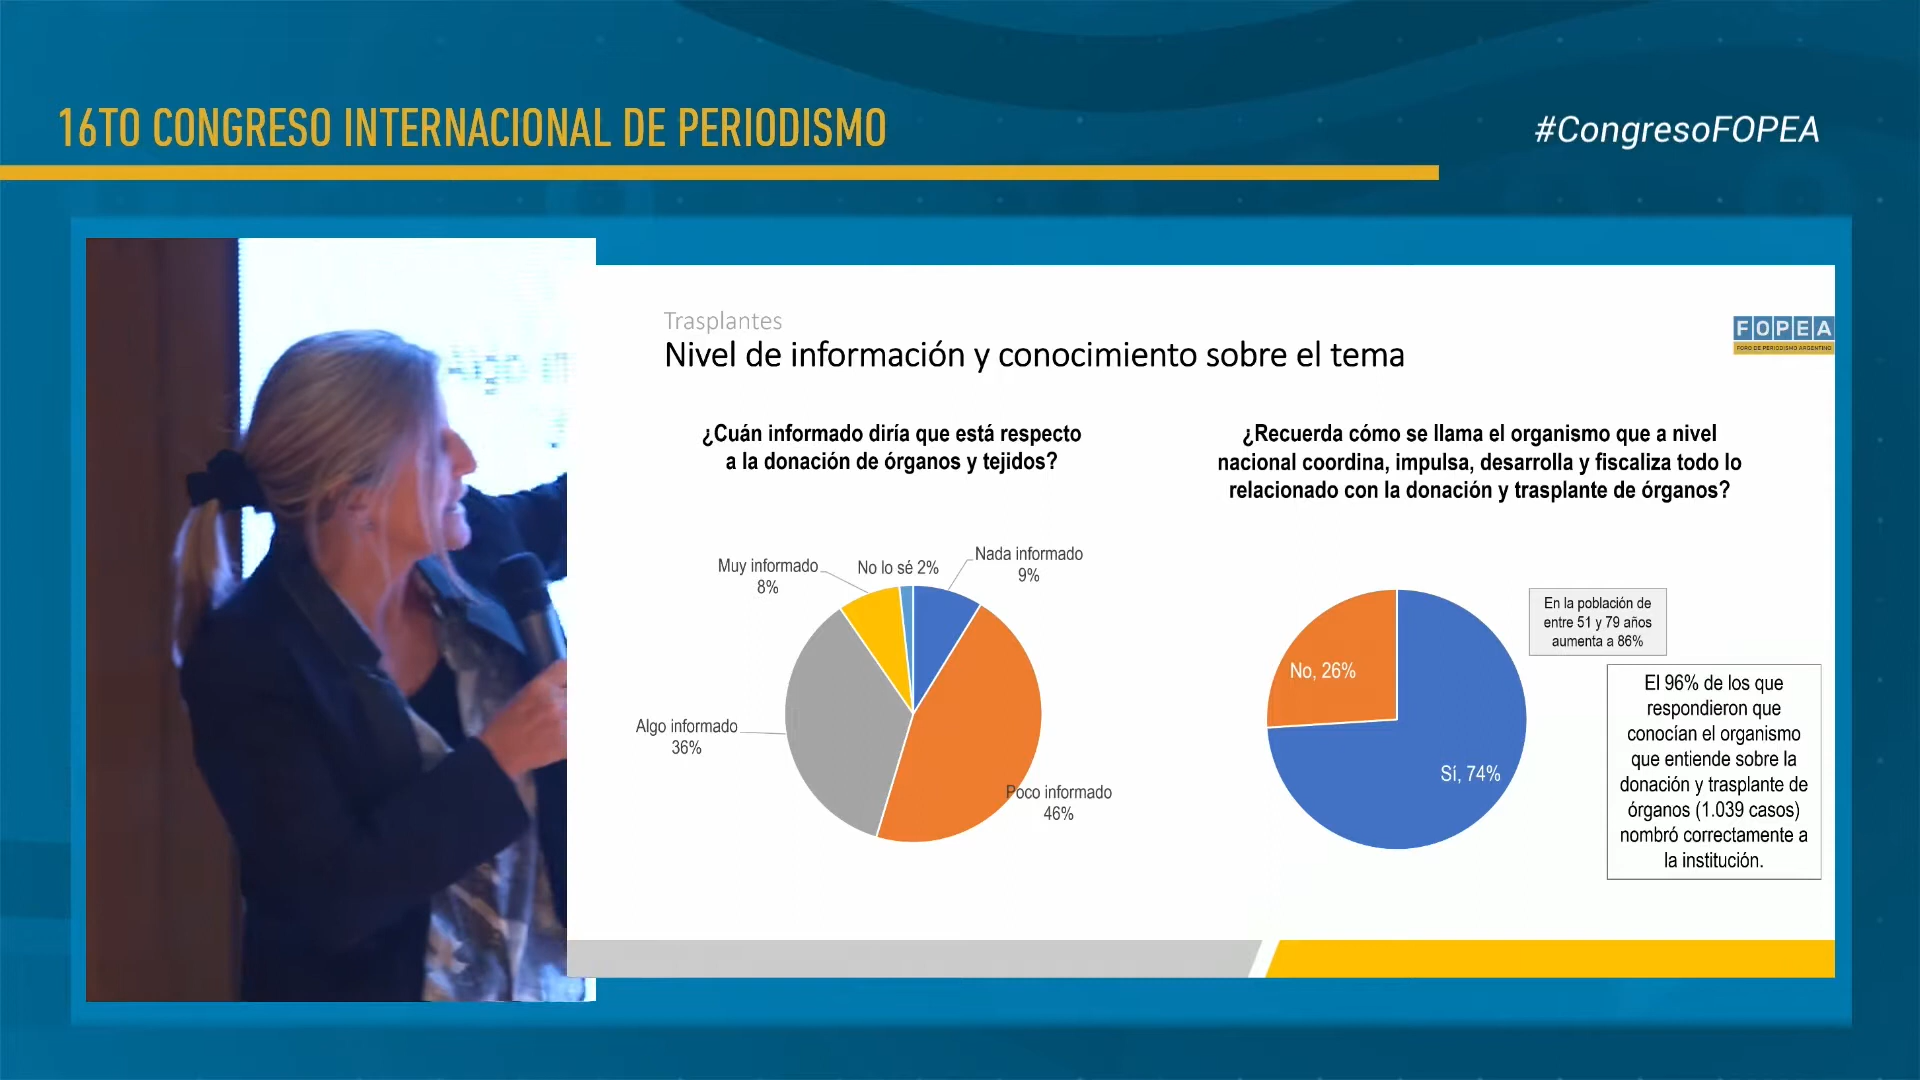 16TO CONGRESO INTERNACIONAL DE PERIODISMO
#CongresoFOPEA
Trasplantes
Nivel de información y conocimiento sobre el tema
FOPEA
FORO DE PERIODISMO ARGENTINO
¿Cuán informado diría que está respecto
a la donación de órganos y tejidos?
Muy informado
8%
No lo sé 2%
Nada informado
9%
Algo informado
36%
Poco informado
46%
¿Recuerda cómo se llama el organismo que a nivel
nacional coordina, impulsa, desarrolla y fiscaliza todo lo
relacionado con la donación y trasplante de órganos?
No, 26%
Sí, 74%
En la población de
entre 51 y 79 años
aumenta a 86%
El 96% de los que
respondieron que
conocían el organismo
que entiende sobre la
donación y trasplante de
órganos (1.039 casos)
nombró correctamente a
la institución.